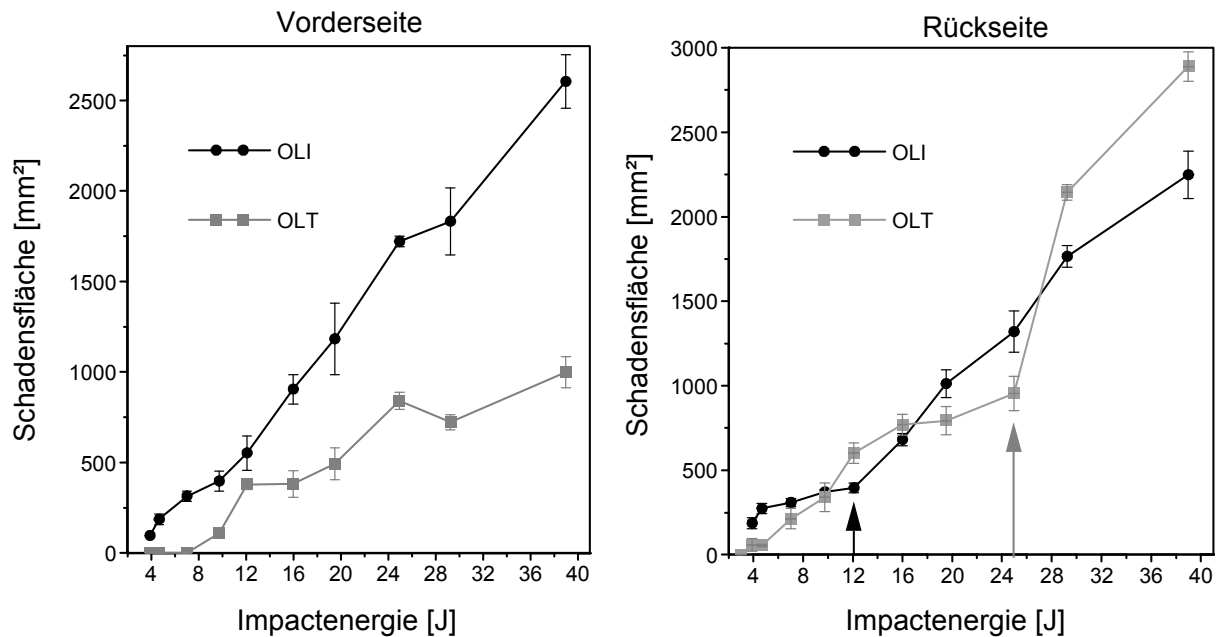 Vorderseite
Schadensfläche [mm²]
2500
2000
1500
1000
500
0
OLI
OLT
4 8 12 16 20 24 28 32 36 40
Impactenergie [J]
Rückseite
Schadensfläche [mm²]
3000
2500
2000
1500
1000
500
0
OLI
OLT
4 8 12 16 20 24 28 32 36 40
Impactenergie [J]